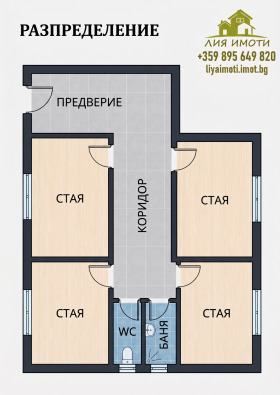 РАЗПРЕДЕЛЕНИЕ
ЛИЯ ИМОТИ
+359 895 649 820
liyaimoti.imot.bg
ПРЕДВЕРИЕ
СТАЯ
КОРИДОР
СТАЯ
СТАЯ
WC
БАНЯ
СТАЯ